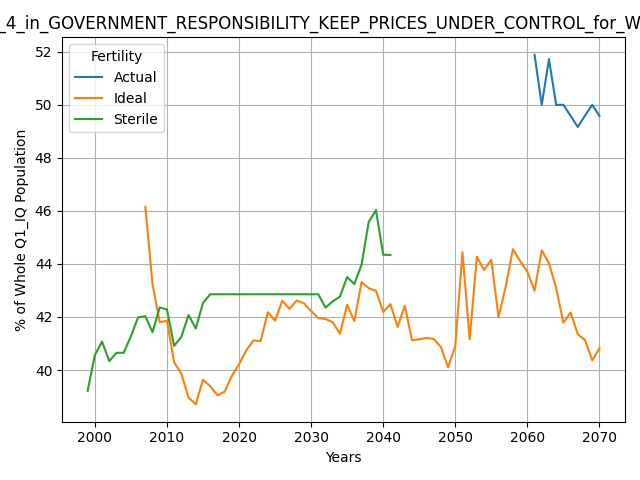 _4_in_GOVERNMENT_RESPONSIBILITY_KEEP_PRICES_UNDER_CONTROL_for_W
Fertility
Actual
Ideal
Sterile
% of Whole Q1_IQ Population
52
50
48
46
44
42
40
2000 2010 2020 2030 2040 2050 2060 2070
Years